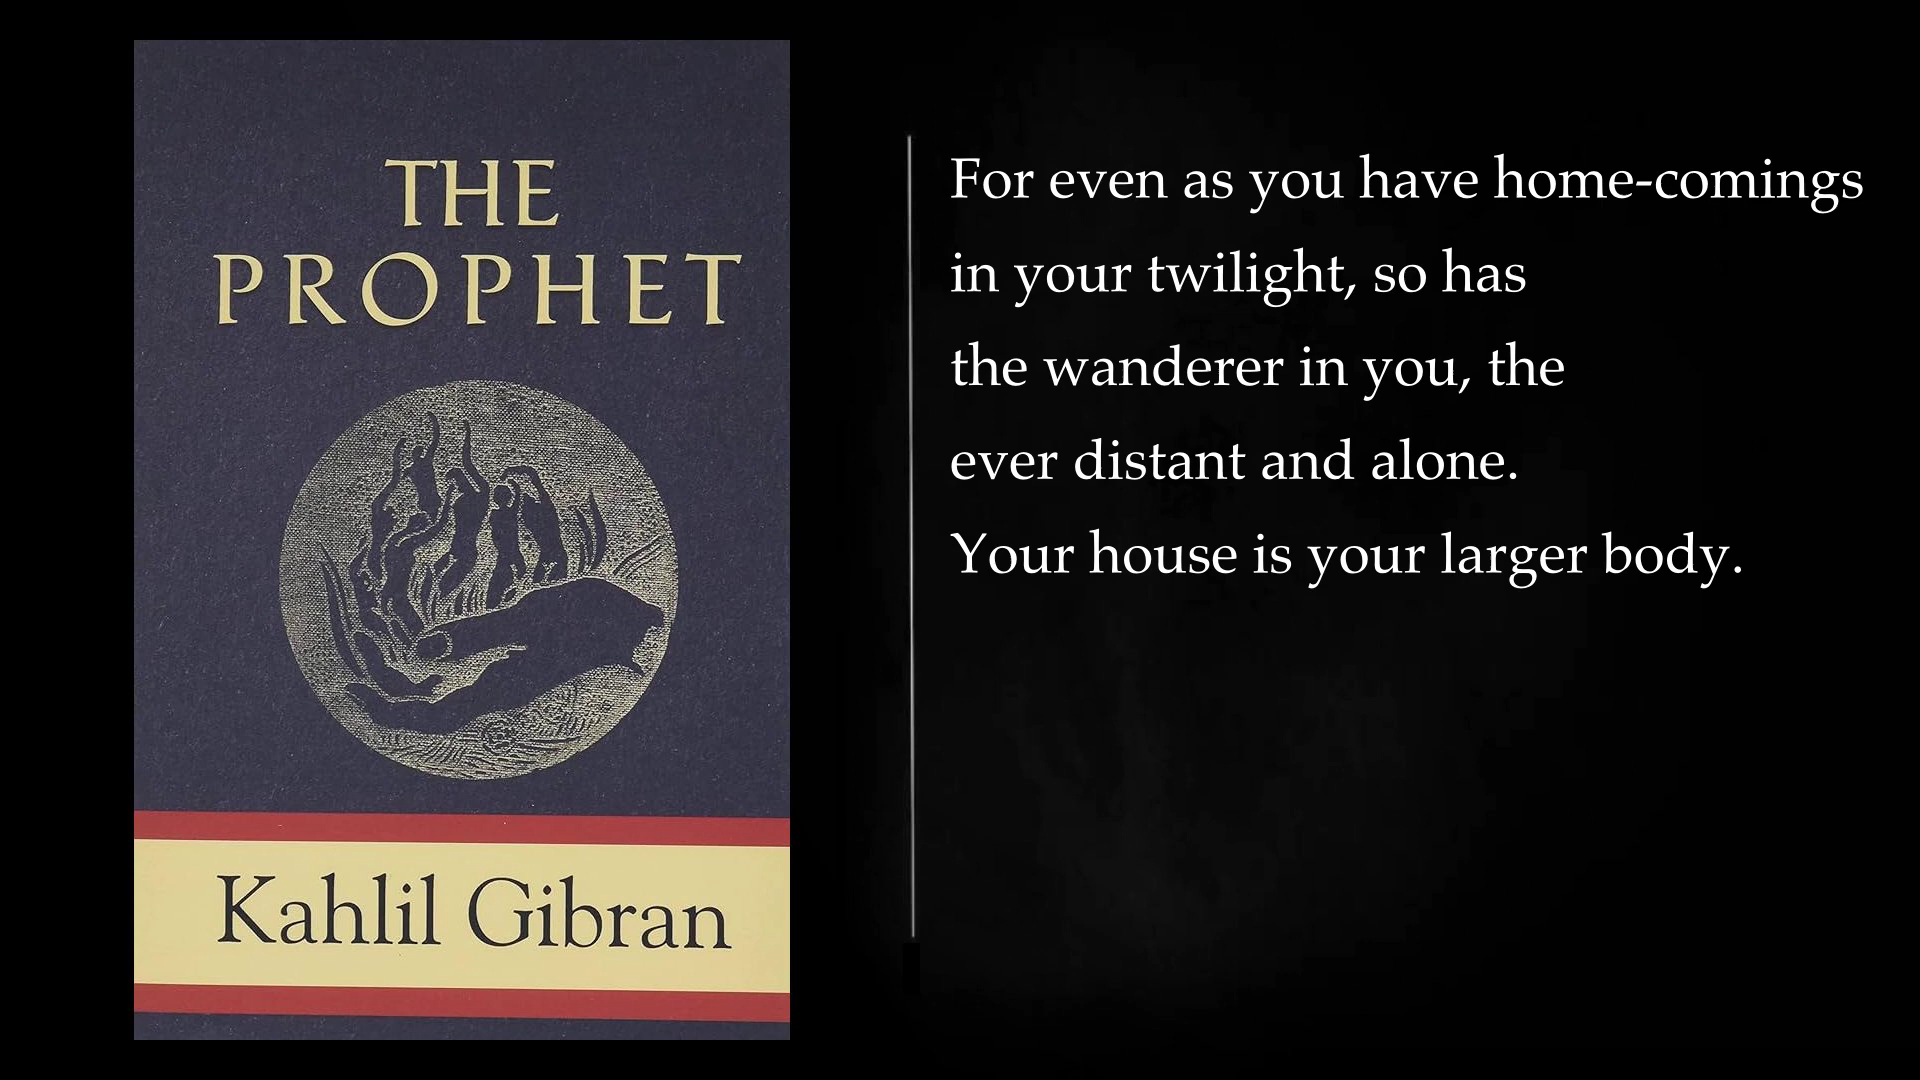 THE
PROPHET
Kahlil Gibran
For even as you have home-comings
in your twilight, so has
the wanderer in you, the
ever distant and alone.
Your house is your larger body.